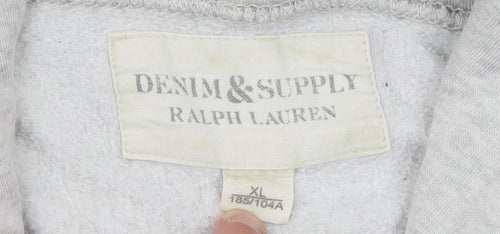 DENIM & SUPPLY
RALPH LAUREN
XL
185/104A